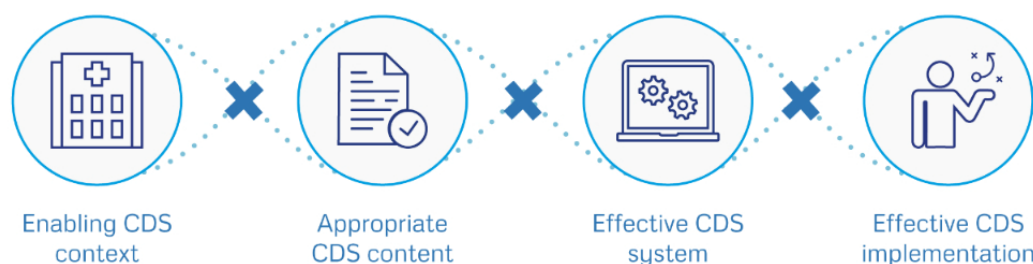 Enabling CDS
context
Appropriate
CDS content
Effective CDS
system
Effective CDS
implementation